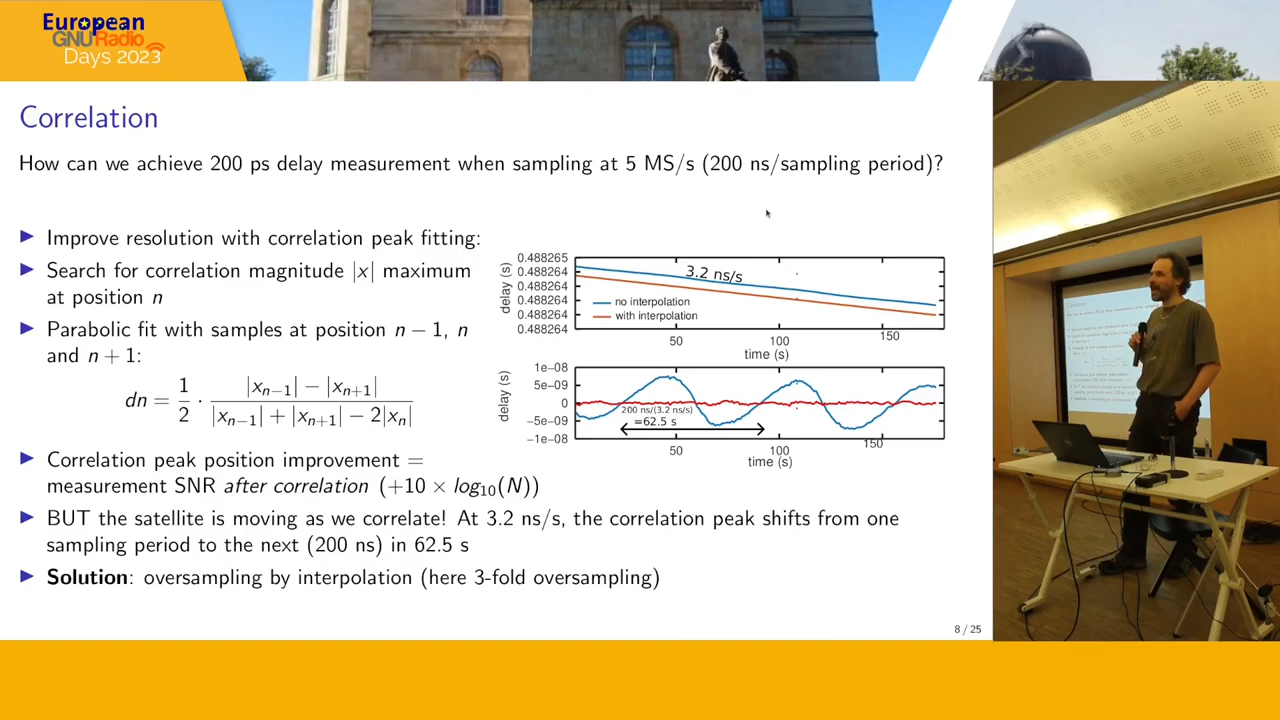 European
GNURadio
Days 2023
Correlation
How can we achieve 200 ps delay measurement when sampling at 5 MS/s (200 ns/sampling period)?
▶ Improve resolution with correlation peak fitting:
▶ Search for correlation magnitude |x| maximum
at position n
▶ Parabolic fit with samples at position n − 1, n
and n + 1:
dn = 1/2 · (|xₙ₋₁| − |xₙ₊₁|) / (|xₙ₋₁| + |xₙ₊₁| − 2|xₙ|)
▶ Correlation peak position improvement =
measurement SNR after correlation (+10 × log₁₀(N))
▶ BUT the satellite is moving as we correlate! At 3.2 ns/s, the correlation peak shifts from one
sampling period to the next (200 ns) in 62.5 s
▶ Solution: oversampling by interpolation (here 3-fold oversampling)
delay (s)
0.488265
0.488264
0.488264
0.488264
0.488264
0.488264
3.2 ns/s
no interpolation
with interpolation
50
100
150
time (s)
delay (s)
1e−08
5e−09
0
−5e−09
−1e−08
200 ns/(3.2 ns/s)
=62.5 s
50
100
150
time (s)
8 / 25